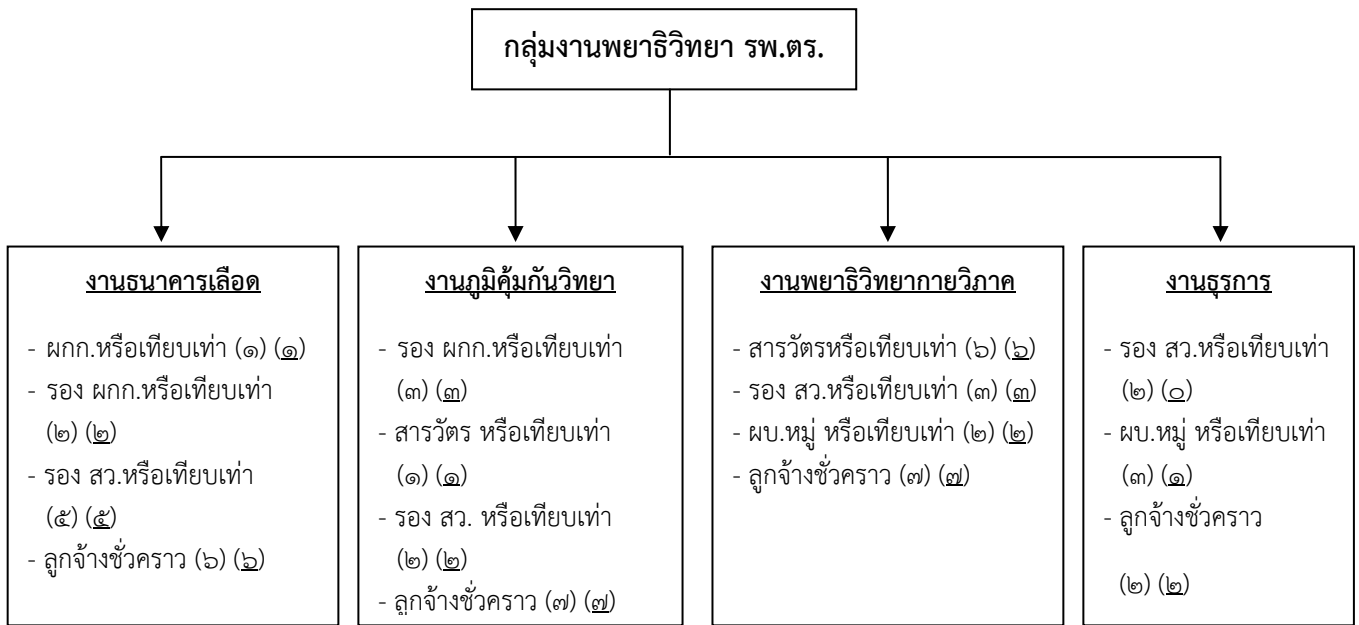 กลุ่มงานพยาธิวิทยา รพ.ตร.
งานธนาคารเลือด
- ผกก.หรือเทียบเท่า (๑) (๑)
- รอง ผกก.หรือเทียบเท่า
(๒) (๒)
- รอง สว.หรือเทียบเท่า
(๕) (๕)
- ลูกจ้างชั่วคราว (๖) (๖)
งานภูมิคุ้มกันวิทยา
- รอง ผกก.หรือเทียบเท่า
(๓) (๓)
- สารวัตร หรือเทียบเท่า
(๑) (๑)
- รอง สว. หรือเทียบเท่า
(๒) (๒)
- ลูกจ้างชั่วคราว (๗) (๗)
งานพยาธิวิทยากายวิภาค
- สารวัตรหรือเทียบเท่า (๖) (๖)
- รอง สว.หรือเทียบเท่า (๓) (๓)
- ผบ.หมู่ หรือเทียบเท่า (๒) (๒)
- ลูกจ้างชั่วคราว (๗) (๗)
งานธุรการ
- รอง สว.หรือเทียบเท่า
(๒) (๐)
- ผบ.หมู่ หรือเทียบเท่า
(๓) (๑)
- ลูกจ้างชั่วคราว
(๒) (๒)